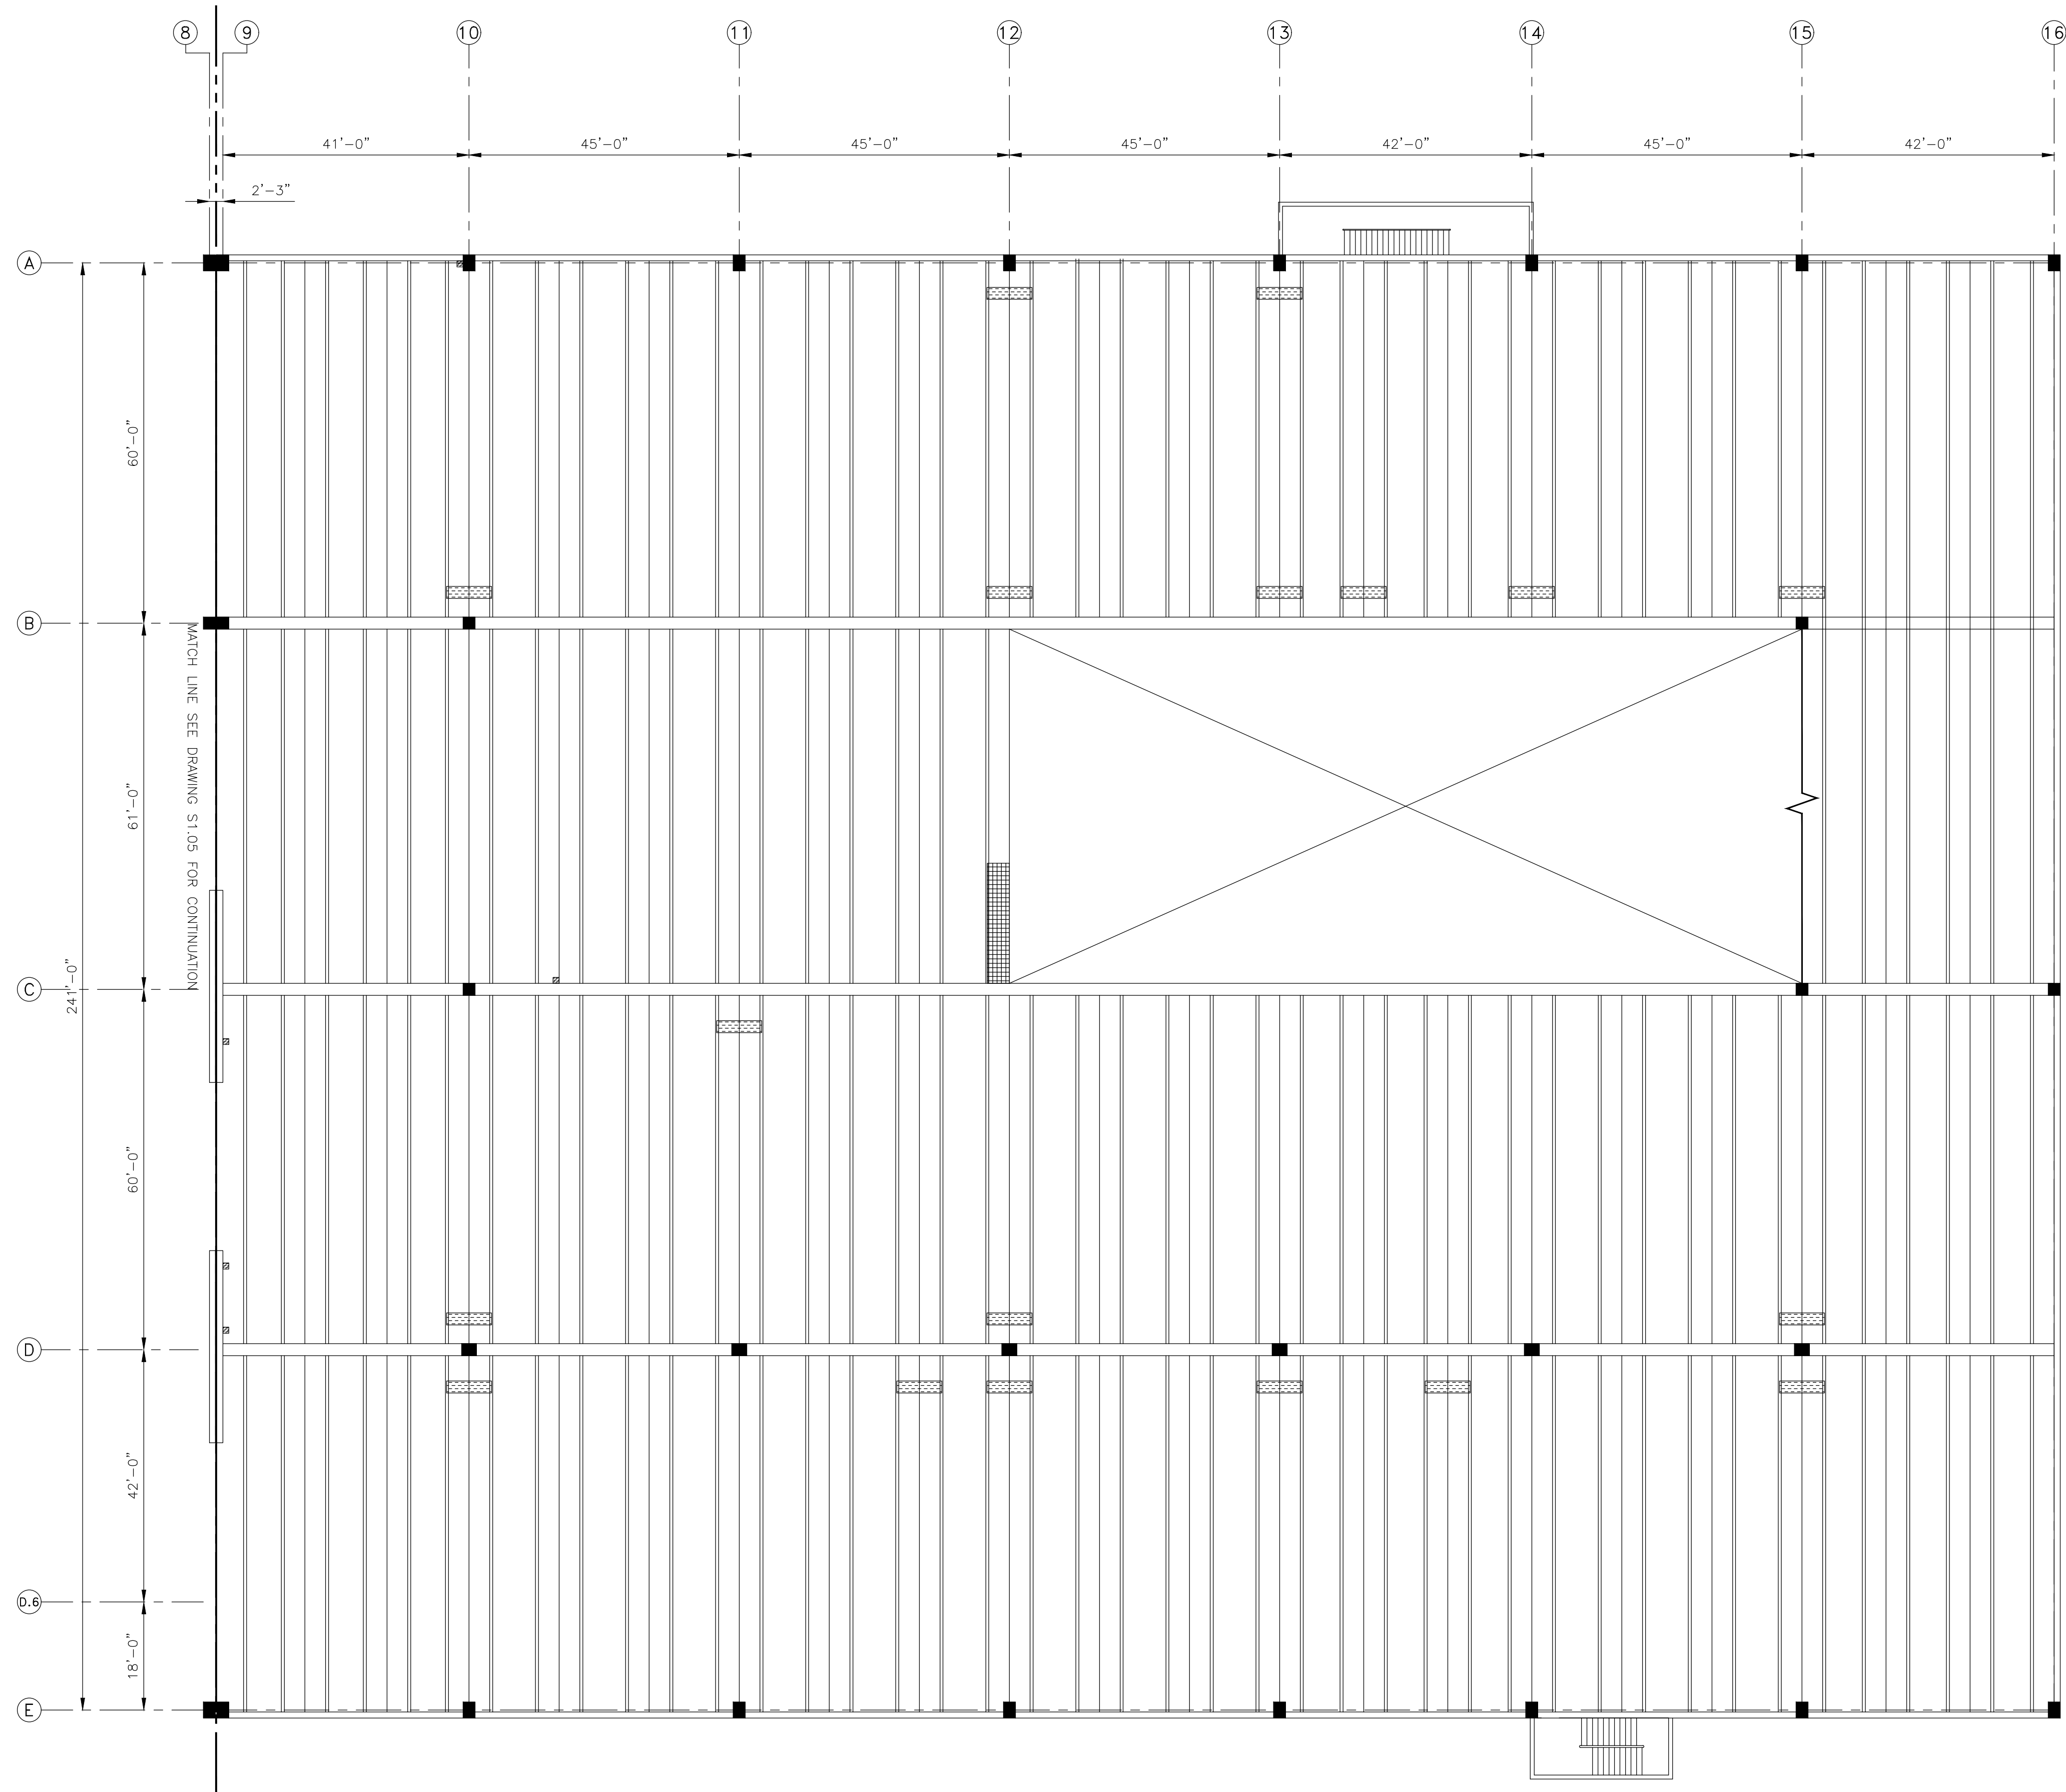 8 9 10 11 12 13 14 15 16
41'-0" 45'-0" 45'-0" 45'-0" 42'-0" 45'-0" 42'-0"
2'-3"
A
60'-0"
B
61'-0"
MATCH LINE SEE DRAWING S1.05 FOR CONTINUATION
241'-0"
C
60'-0"
D
42'-0"
D.6
18'-0"
E